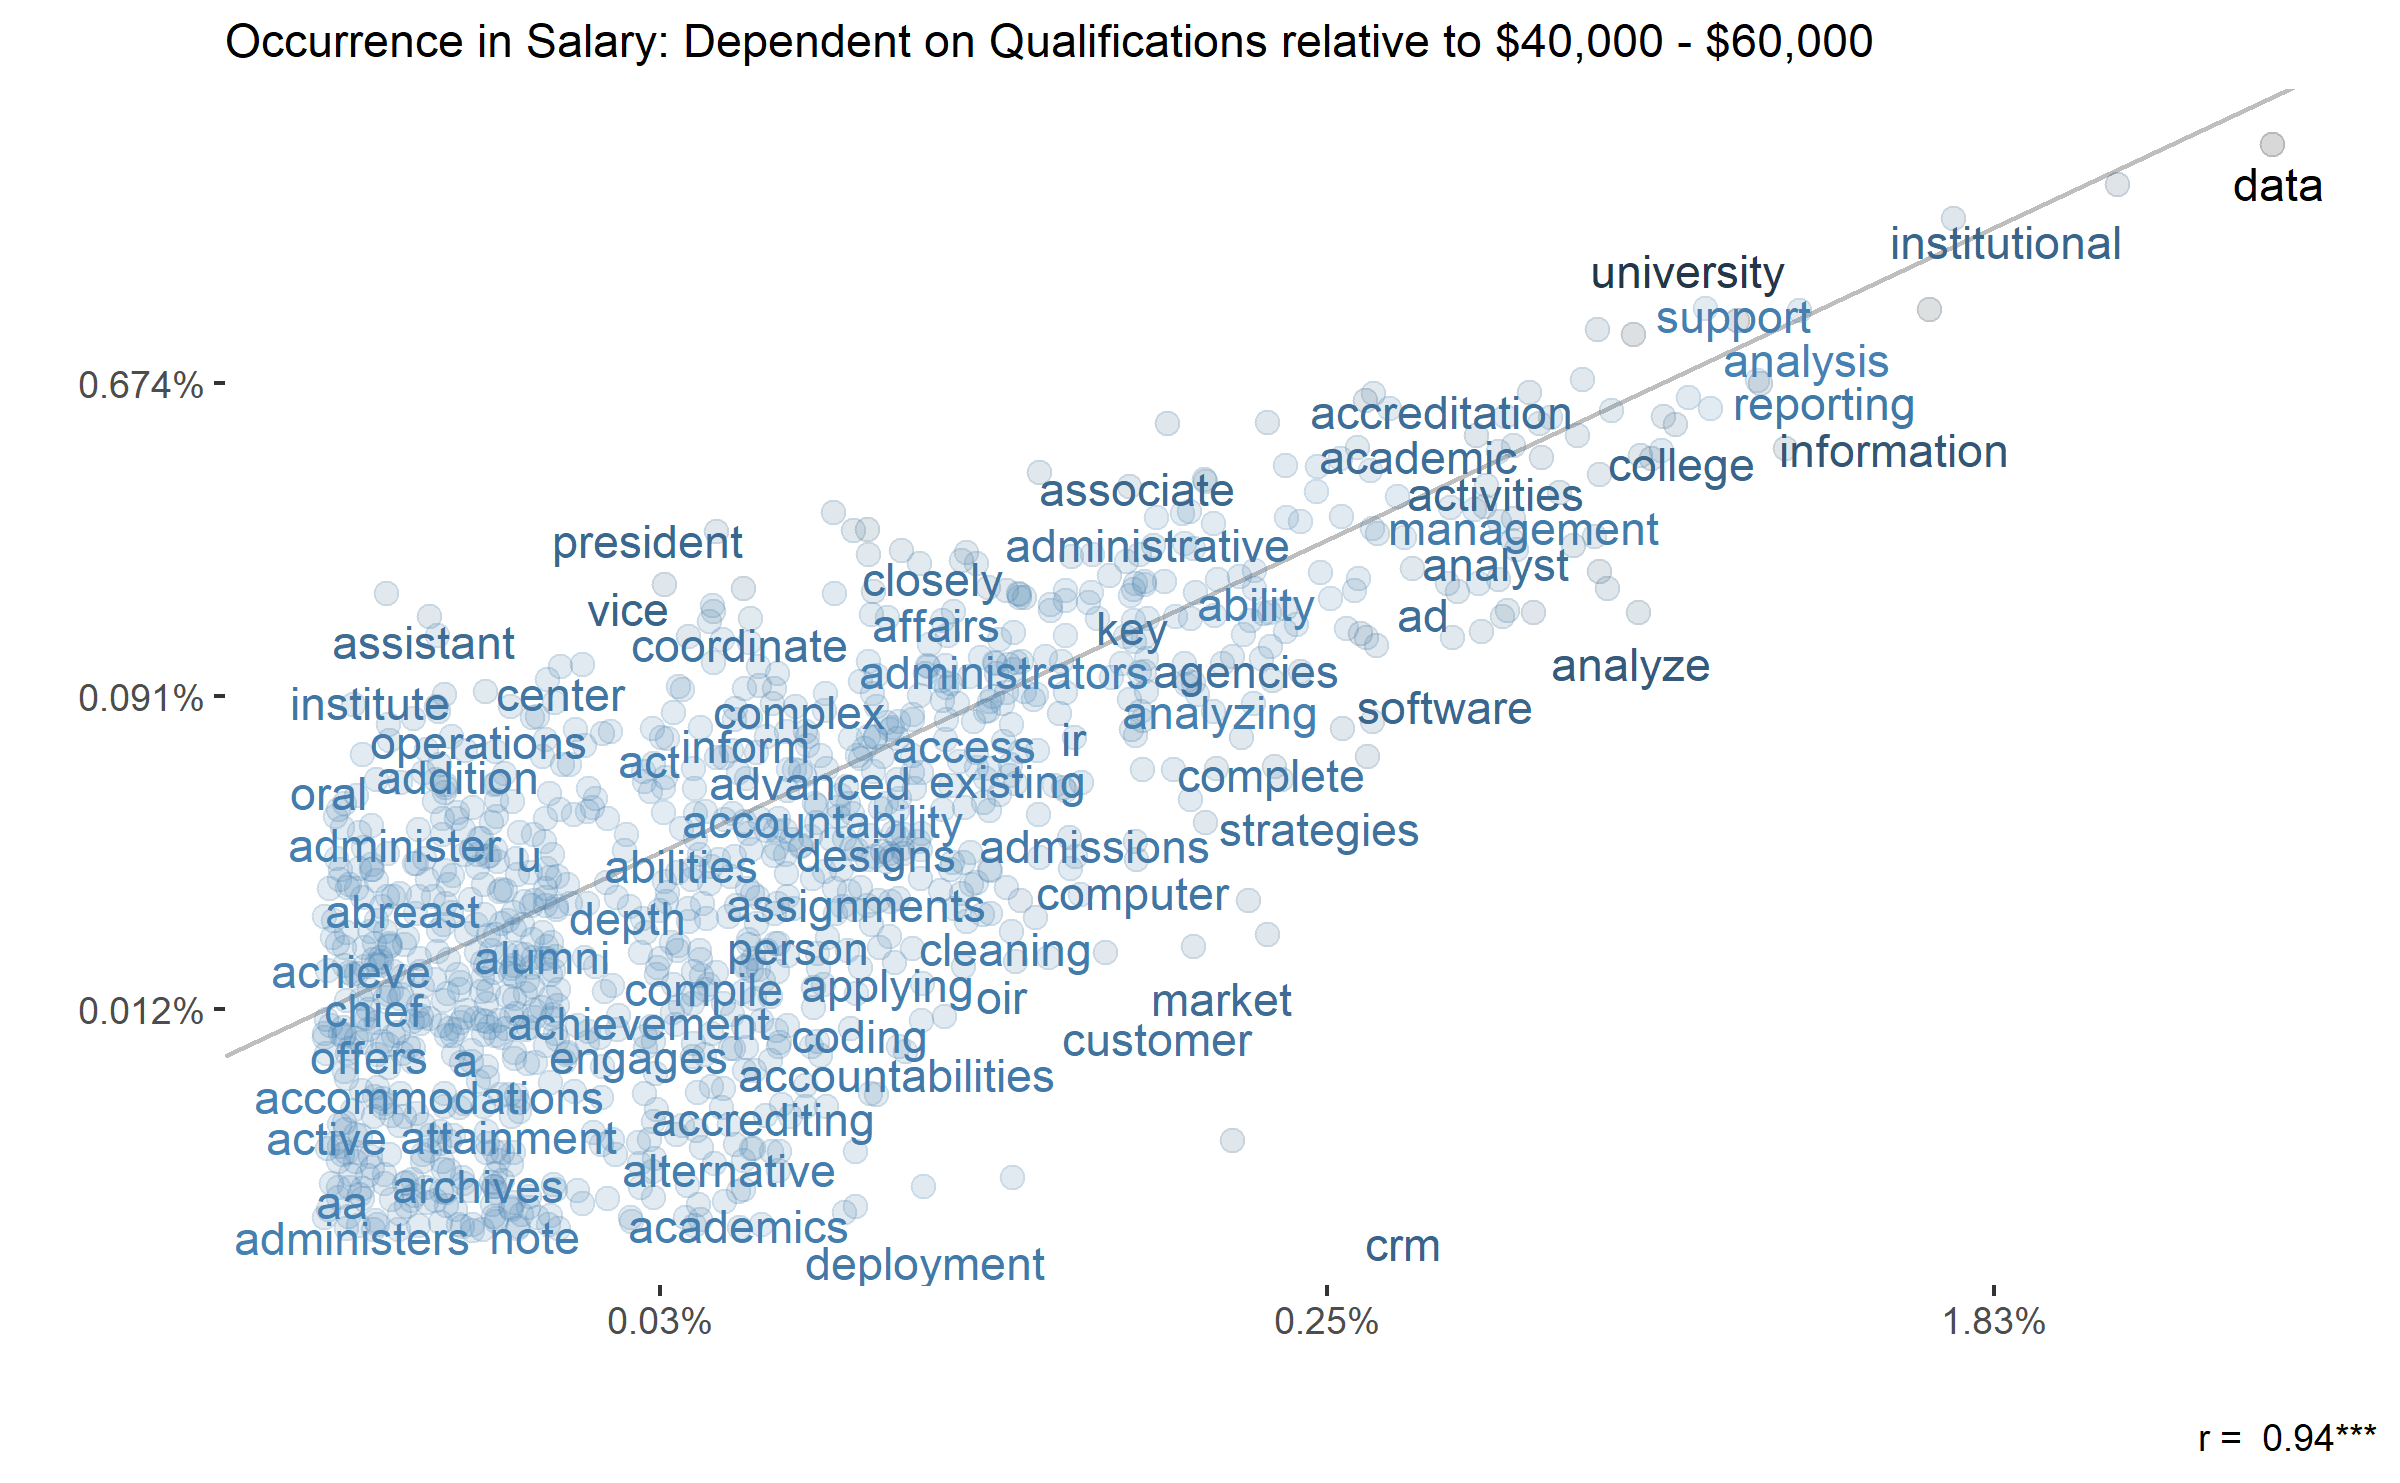 Occurrence in Salary: Dependent on Qualifications relative to $40,000 - $60,000
data
institutional
university
support
analysis
0.674%
reporting
accreditation
information
academic
college
associate
activities
management
president
administrative
analyst
closely
ability
vice
ad
affairs
key
assistant
coordinate
analyze
administrators
agencies
0.091%
center
institute
software
complex
analyzing
operations
inform
access
ir
act
addition
complete
advanced
existing
oral
accountability
strategies
administer
u
designs
admissions
abilities
computer
assignments
abreast
depth
person
cleaning
alumni
achieve
compile
applying
oir
market
0.012%
chief
achievement
coding
customer
offers
a
engages
accountabilities
accommodations
accrediting
active
attainment
alternative
archives
aa
academics
administers
note
crm
deployment
0.03%
0.25%
1.83%
r = 0.94***